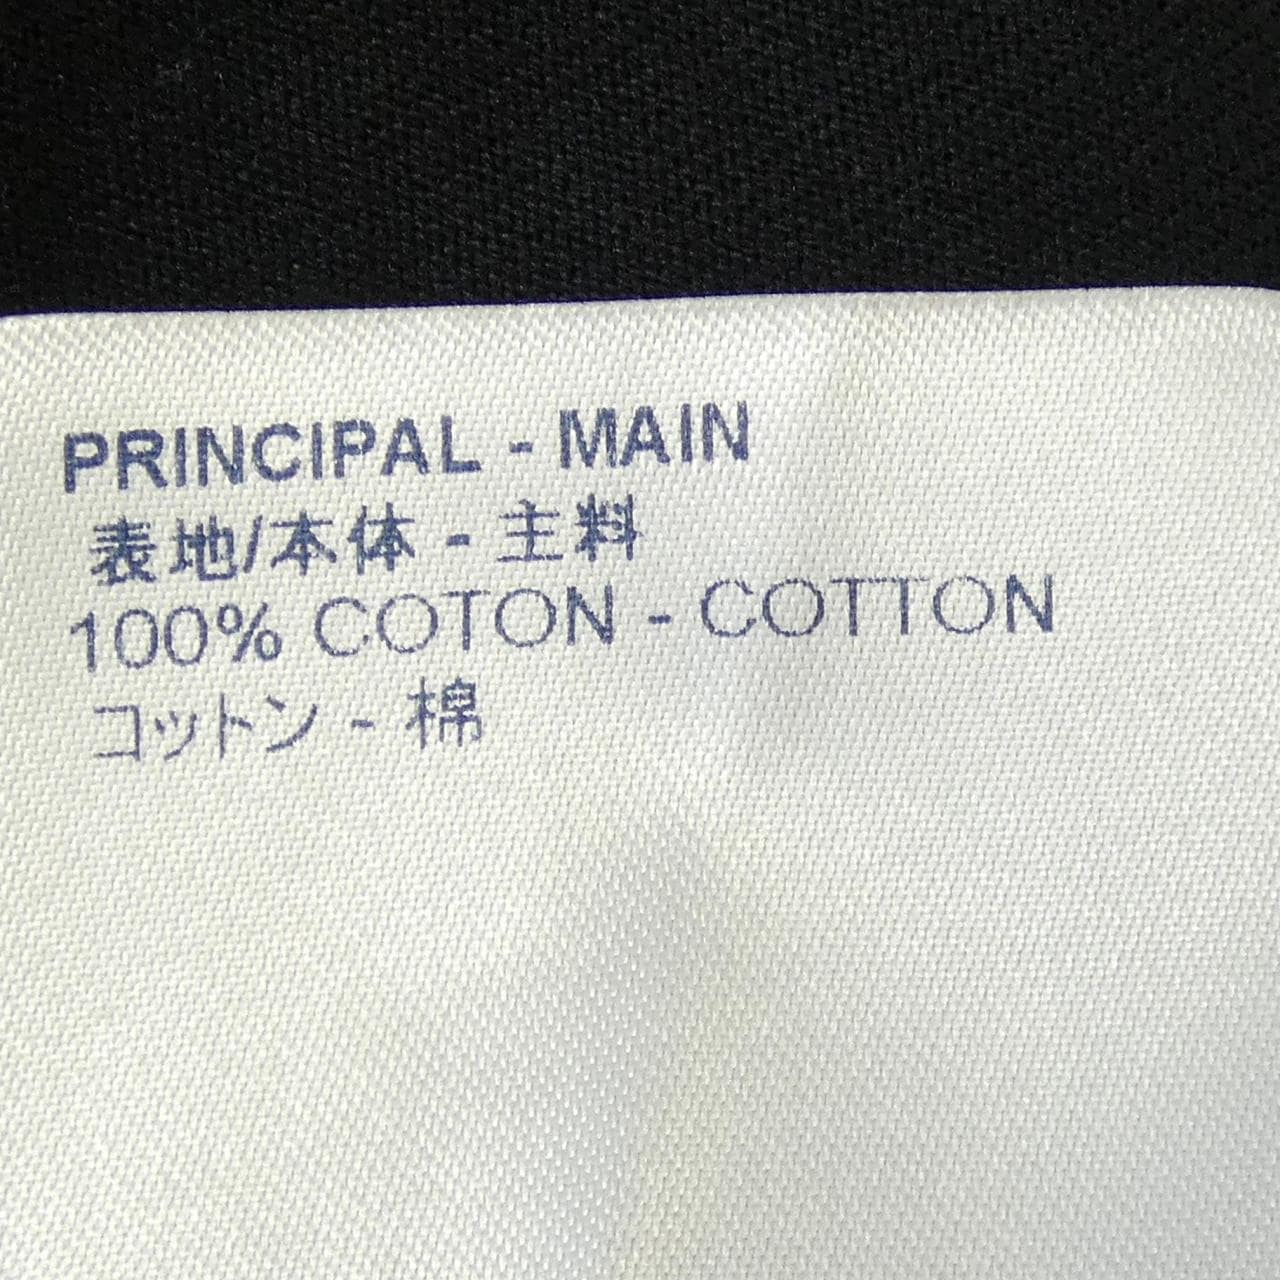 PRINCIPAL - MAIN
表地/本体 - 主料
100% COTON - COTTON
コットン - 棉